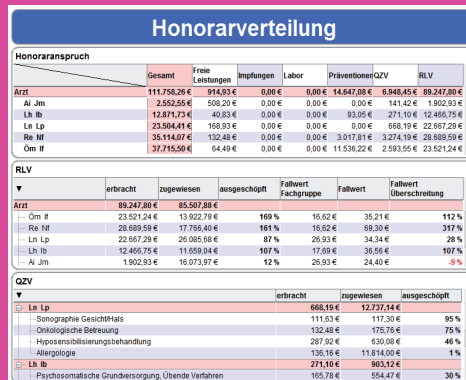 Honorarverteilung
Honoraranspruch
Gesamt Freie Leistungen Impfungen Labor Präventionen QZV RLV
Arzt 111.758,26 € 914,93 € 0,00 € 0,00 € 14.647,08 € 6.948,45 € 89.247,80 €
Ai Jm 2.552,55 € 508,20 € 0,00 € 0,00 € 0,00 € 141,42 € 1.902,93 €
Lh Ib 12.871,73 € 40,83 € 0,00 € 0,00 € 93,05 € 271,10 € 12.466,75 €
Ln Lp 23.504,41 € 168,93 € 0,00 € 0,00 € 0,00 € 668,19 € 22.667,29 €
Re Nf 35.114,07 € 132,48 € 0,00 € 0,00 € 3.017,81 € 3.274,19 € 28.689,59 €
Öm If 37.715,50 € 64,49 € 0,00 € 0,00 € 11.536,22 € 2.593,55 € 23.521,24 €
RLV
erbracht zugewiesen ausgeschöpft Fallwert Fachgruppe Fallwert Fallwert Überschreitung
Arzt 89.247,80 € 85.507,88 €
Öm If 23.521,24 € 13.922,79 € 169 % 16,62 € 35,21 € 112 %
Re Nf 28.689,59 € 17.766,40 € 161 % 16,62 € 69,30 € 317 %
Ln Lp 22.667,29 € 26.085,68 € 87 % 26,93 € 34,34 € 28 %
Lh Ib 12.466,75 € 11.659,04 € 107 % 17,69 € 36,56 € 107 %
Ai Jm 1.902,93 € 16.073,97 € 12 % 26,93 € 24,40 € -9 %
QZV
erbracht zugewiesen ausgeschöpft
Ln Lp 668,19 € 12.737,14 €
Sonographie Gesicht/Hals 111,63 € 117,30 € 95 %
Onkologische Betreuung 132,48 € 175,76 € 75 %
Hyposensibilisierungsbehandlung 287,92 € 630,08 € 46 %
Allergologie 136,16 € 11.814,00 € 1 %
Lh Ib 271,10 € 903,12 €
Psychosomatische Grundversorgung, Übende Verfahren 165,78 € 554,47 € 30 %